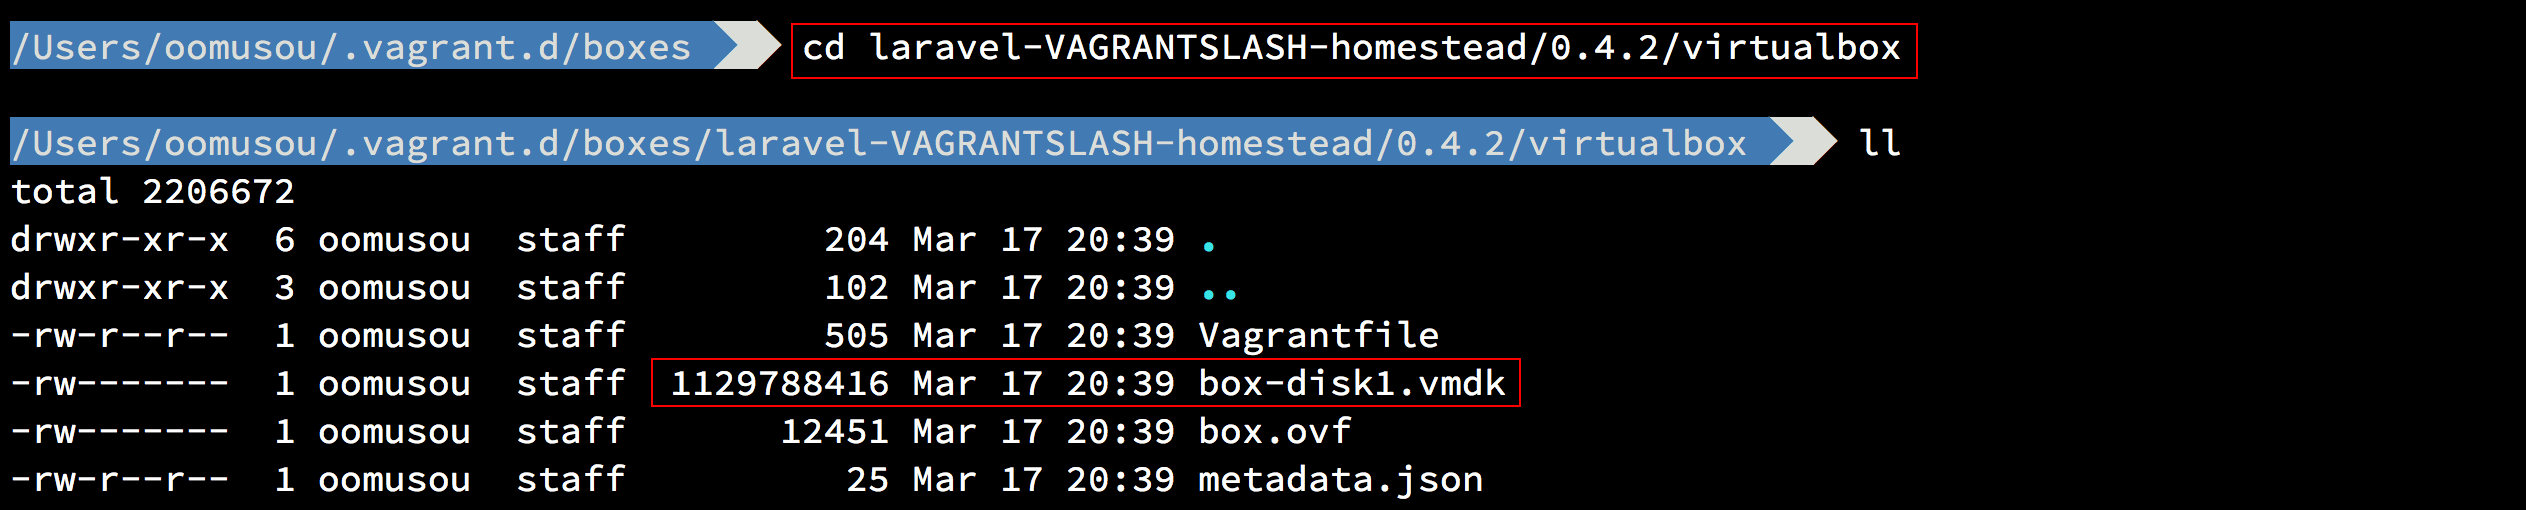 /Users/oomusou/.vagrant.d/boxes cd laravel-VAGRANTSLASH-homestead/0.4.2/virtualbox
/Users/oomusou/.vagrant.d/boxes/laravel-VAGRANTSLASH-homestead/0.4.2/virtualbox ll
total 2206672
drwxr-xr-x  6 oomusou  staff         204 Mar 17 20:39 .
drwxr-xr-x  3 oomusou  staff         102 Mar 17 20:39 ..
-rw-r--r--  1 oomusou  staff         505 Mar 17 20:39 Vagrantfile
-rw-------  1 oomusou  staff  1129788416 Mar 17 20:39 box-disk1.vmdk
-rw-------  1 oomusou  staff       12451 Mar 17 20:39 box.ovf
-rw-r--r--  1 oomusou  staff          25 Mar 17 20:39 metadata.json